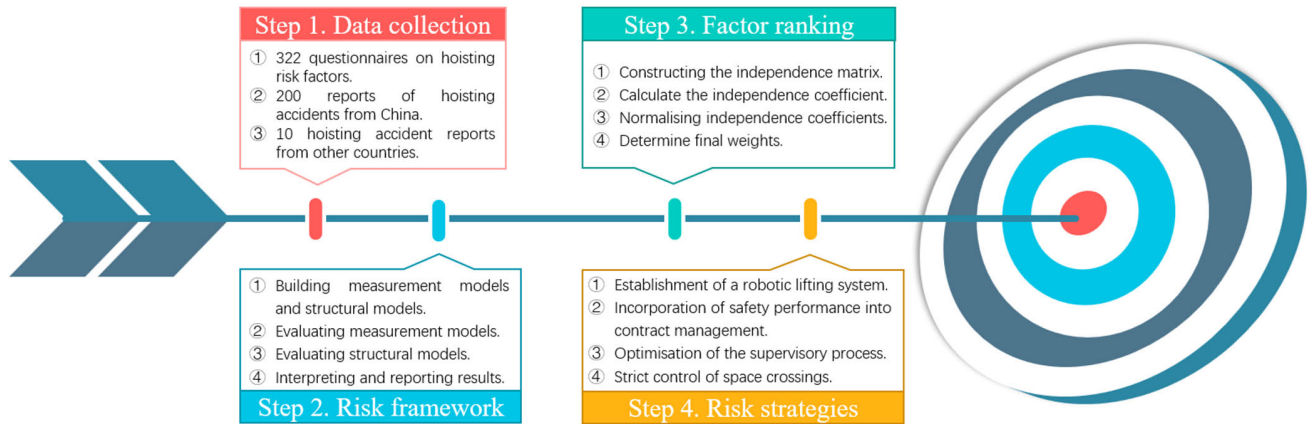 Step 1. Data collection
① 322 questionnaires on hoisting
risk factors.
② 200 reports of hoisting
accidents from China.
③ 10 hoisting accident reports
from other countries.
① Building measurement models
and structural models.
② Evaluating measurement models.
③ Evaluating structural models.
④ Interpreting and reporting results.
Step 2. Risk framework
Step 3. Factor ranking
① Constructing the independence matrix.
② Calculate the independence coefficient.
③ Normalising independence coefficients.
④ Determine final weights.
① Establishment of a robotic lifting system.
② Incorporation of safety performance into
contract management.
③ Optimisation of the supervisory process.
④ Strict control of space crossings.
Step 4. Risk strategies